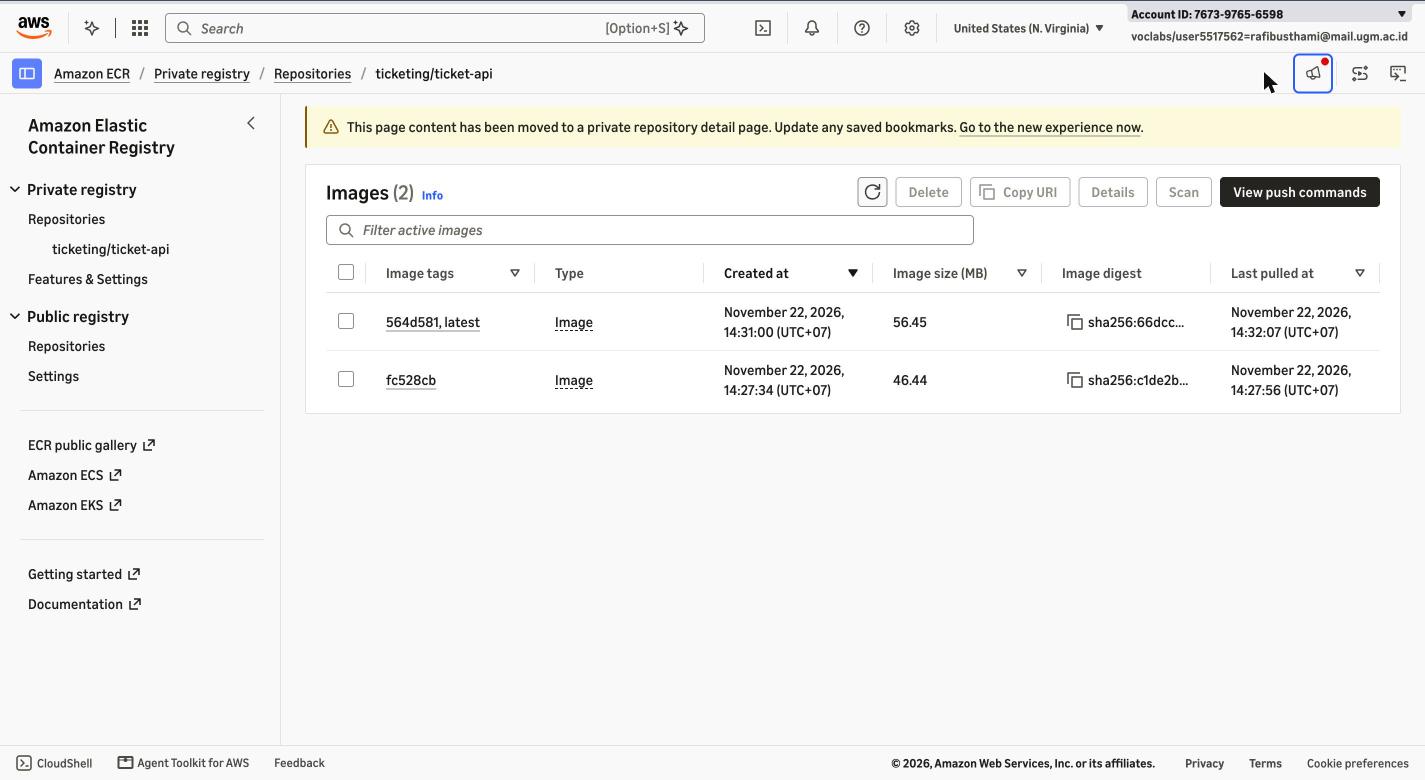 aws
Search
[Option+S]
United States (N. Virginia)
Account ID: 7673-9765-6598
voclabs/user5517562=rafibusthami@mail.ugm.ac.id
Amazon ECR / Private registry / Repositories / ticketing/ticket-api
Amazon Elastic
Container Registry
Private registry
Repositories
ticketing/ticket-api
Features & Settings
Public registry
Repositories
Settings
ECR public gallery
Amazon ECS
Amazon EKS
Getting started
Documentation
This page content has been moved to a private repository detail page. Update any saved bookmarks. Go to the new experience now.
Images (2) Info
Delete
Copy URI
Details
Scan
View push commands
Filter active images
Image tags Type Created at Image size (MB) Image digest Last pulled at
564d581, latest Image November 22, 2026, 14:31:00 (UTC+07) 56.45 sha256:66dcc... November 22, 2026, 14:32:07 (UTC+07)
fc528cb Image November 22, 2026, 14:27:34 (UTC+07) 46.44 sha256:c1de2b... November 22, 2026, 14:27:56 (UTC+07)
CloudShell Agent Toolkit for AWS Feedback
© 2026, Amazon Web Services, Inc. or its affiliates. Privacy Terms Cookie preferences